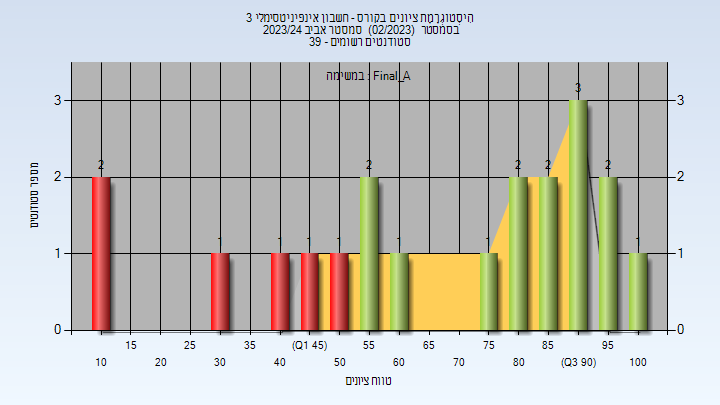 היסטוגרמת ציונים בקורס - חשבון אינפיניטסימלי 3
בסמסטר (02/2023) סמסטר אביב 2023/24
סטודנטים רשומים - 39
במשימה : Final_A
3 3 3
2 2 2 2 2 2 2
1 1 1 1 1 1 1 1 1
0 0
מספר סטודנטים
15 25 35 (Q1 45) 55 65 75 85 95
10 20 30 40 50 60 70 80 (Q3 90) 100
טווח ציונים